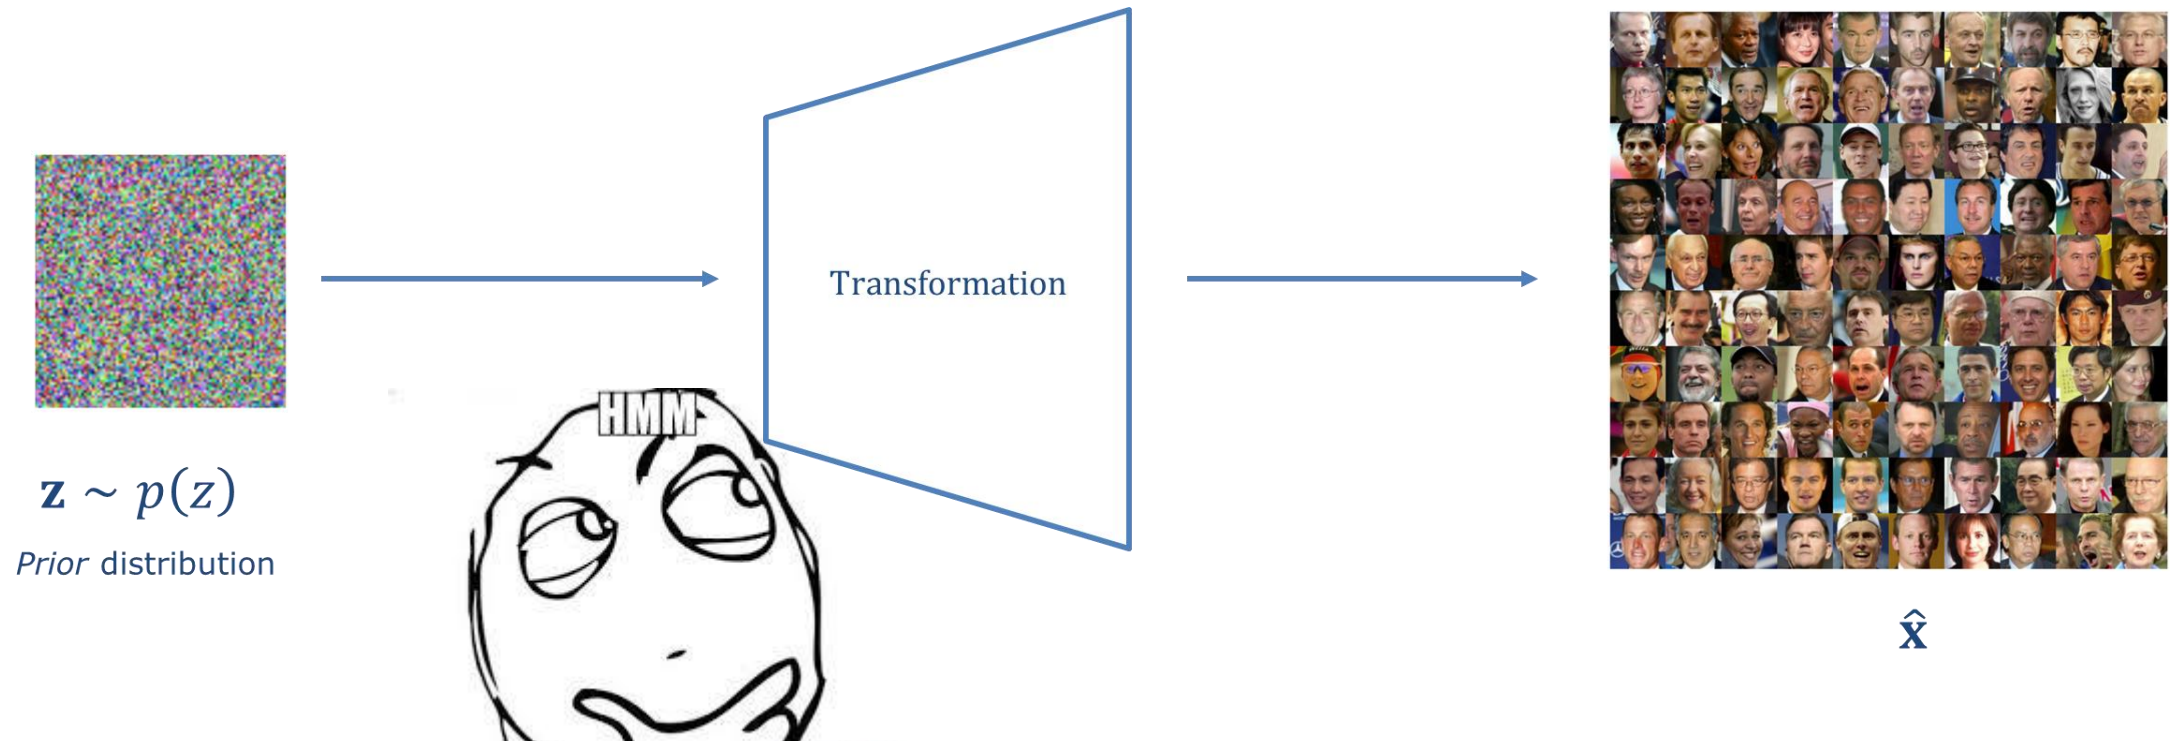 HMM
Transformation
𝐳 ~ p(z)
Prior distribution
𝐱̂